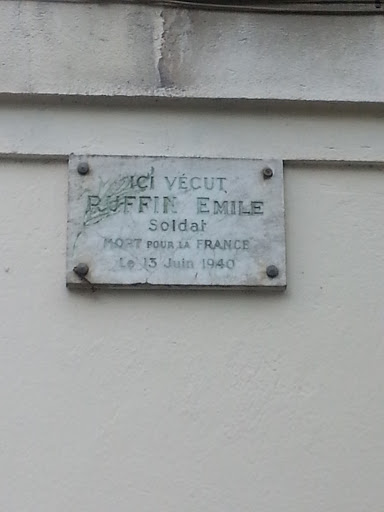 ICI VÉCUT
RUFFIN EMILE
Soldat
MORT POUR LA FRANCE
Le 13 Juin 1940